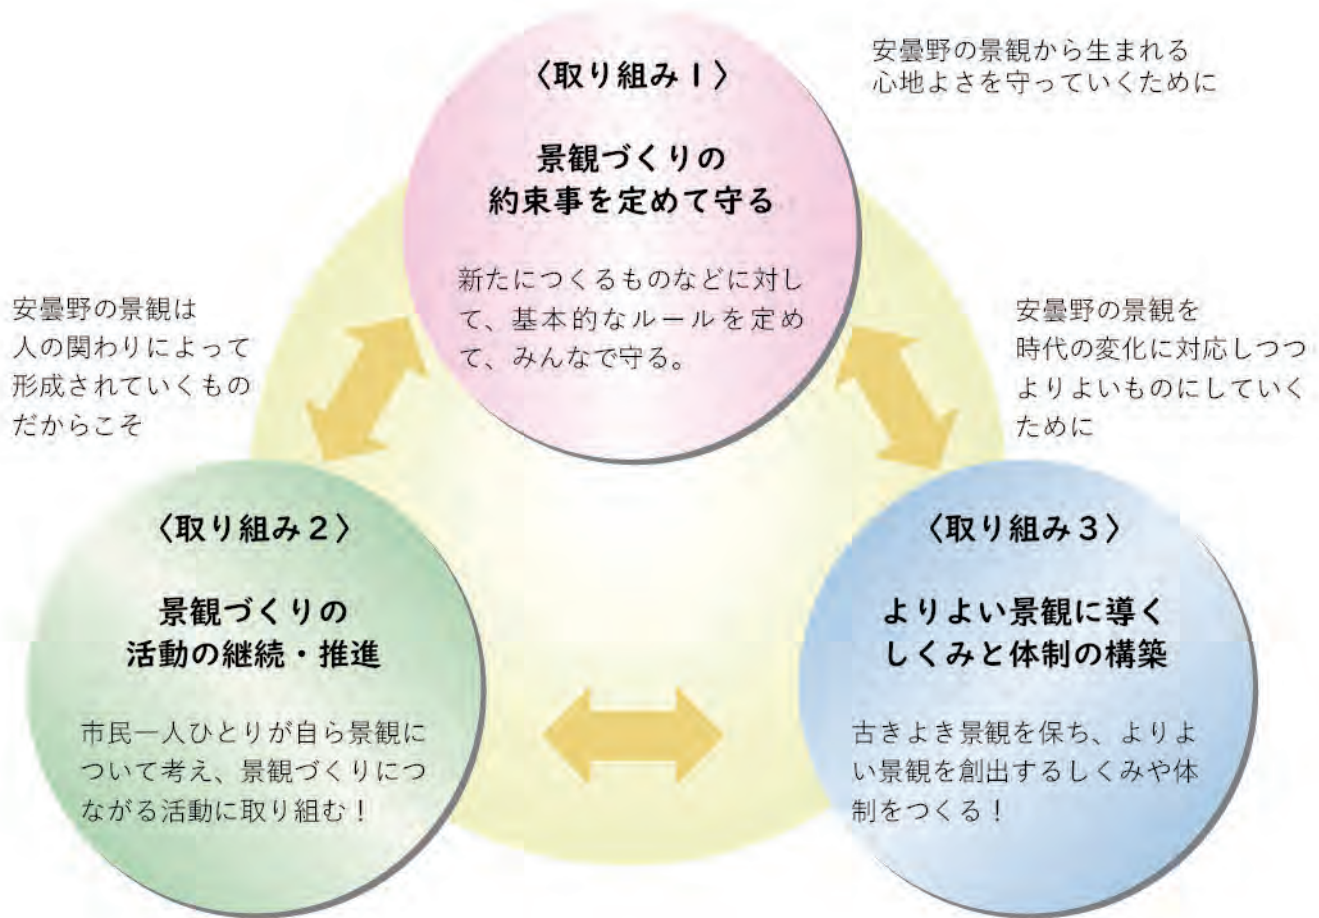 〈取り組み1〉
景観づくりの
約束事を定めて守る
新たにつくるものなどに対し
て、基本的なルールを定め
て、みんなで守る。
安曇野の景観から生まれる
心地よさを守っていくために
安曇野の景観は
人の関わりによって
形成されていくもの
だからこそ
安曇野の景観を
時代の変化に対応しつつ
よりよいものにしていく
ために
〈取り組み2〉
景観づくりの
活動の継続・推進
市民一人ひとりが自ら景観に
ついて考え、景観づくりにつ
ながる活動に取り組む！
〈取り組み3〉
よりよい景観に導く
しくみと体制の構築
古きよき景観を保ち、よりよ
い景観を創出するしくみや体
制をつくる！